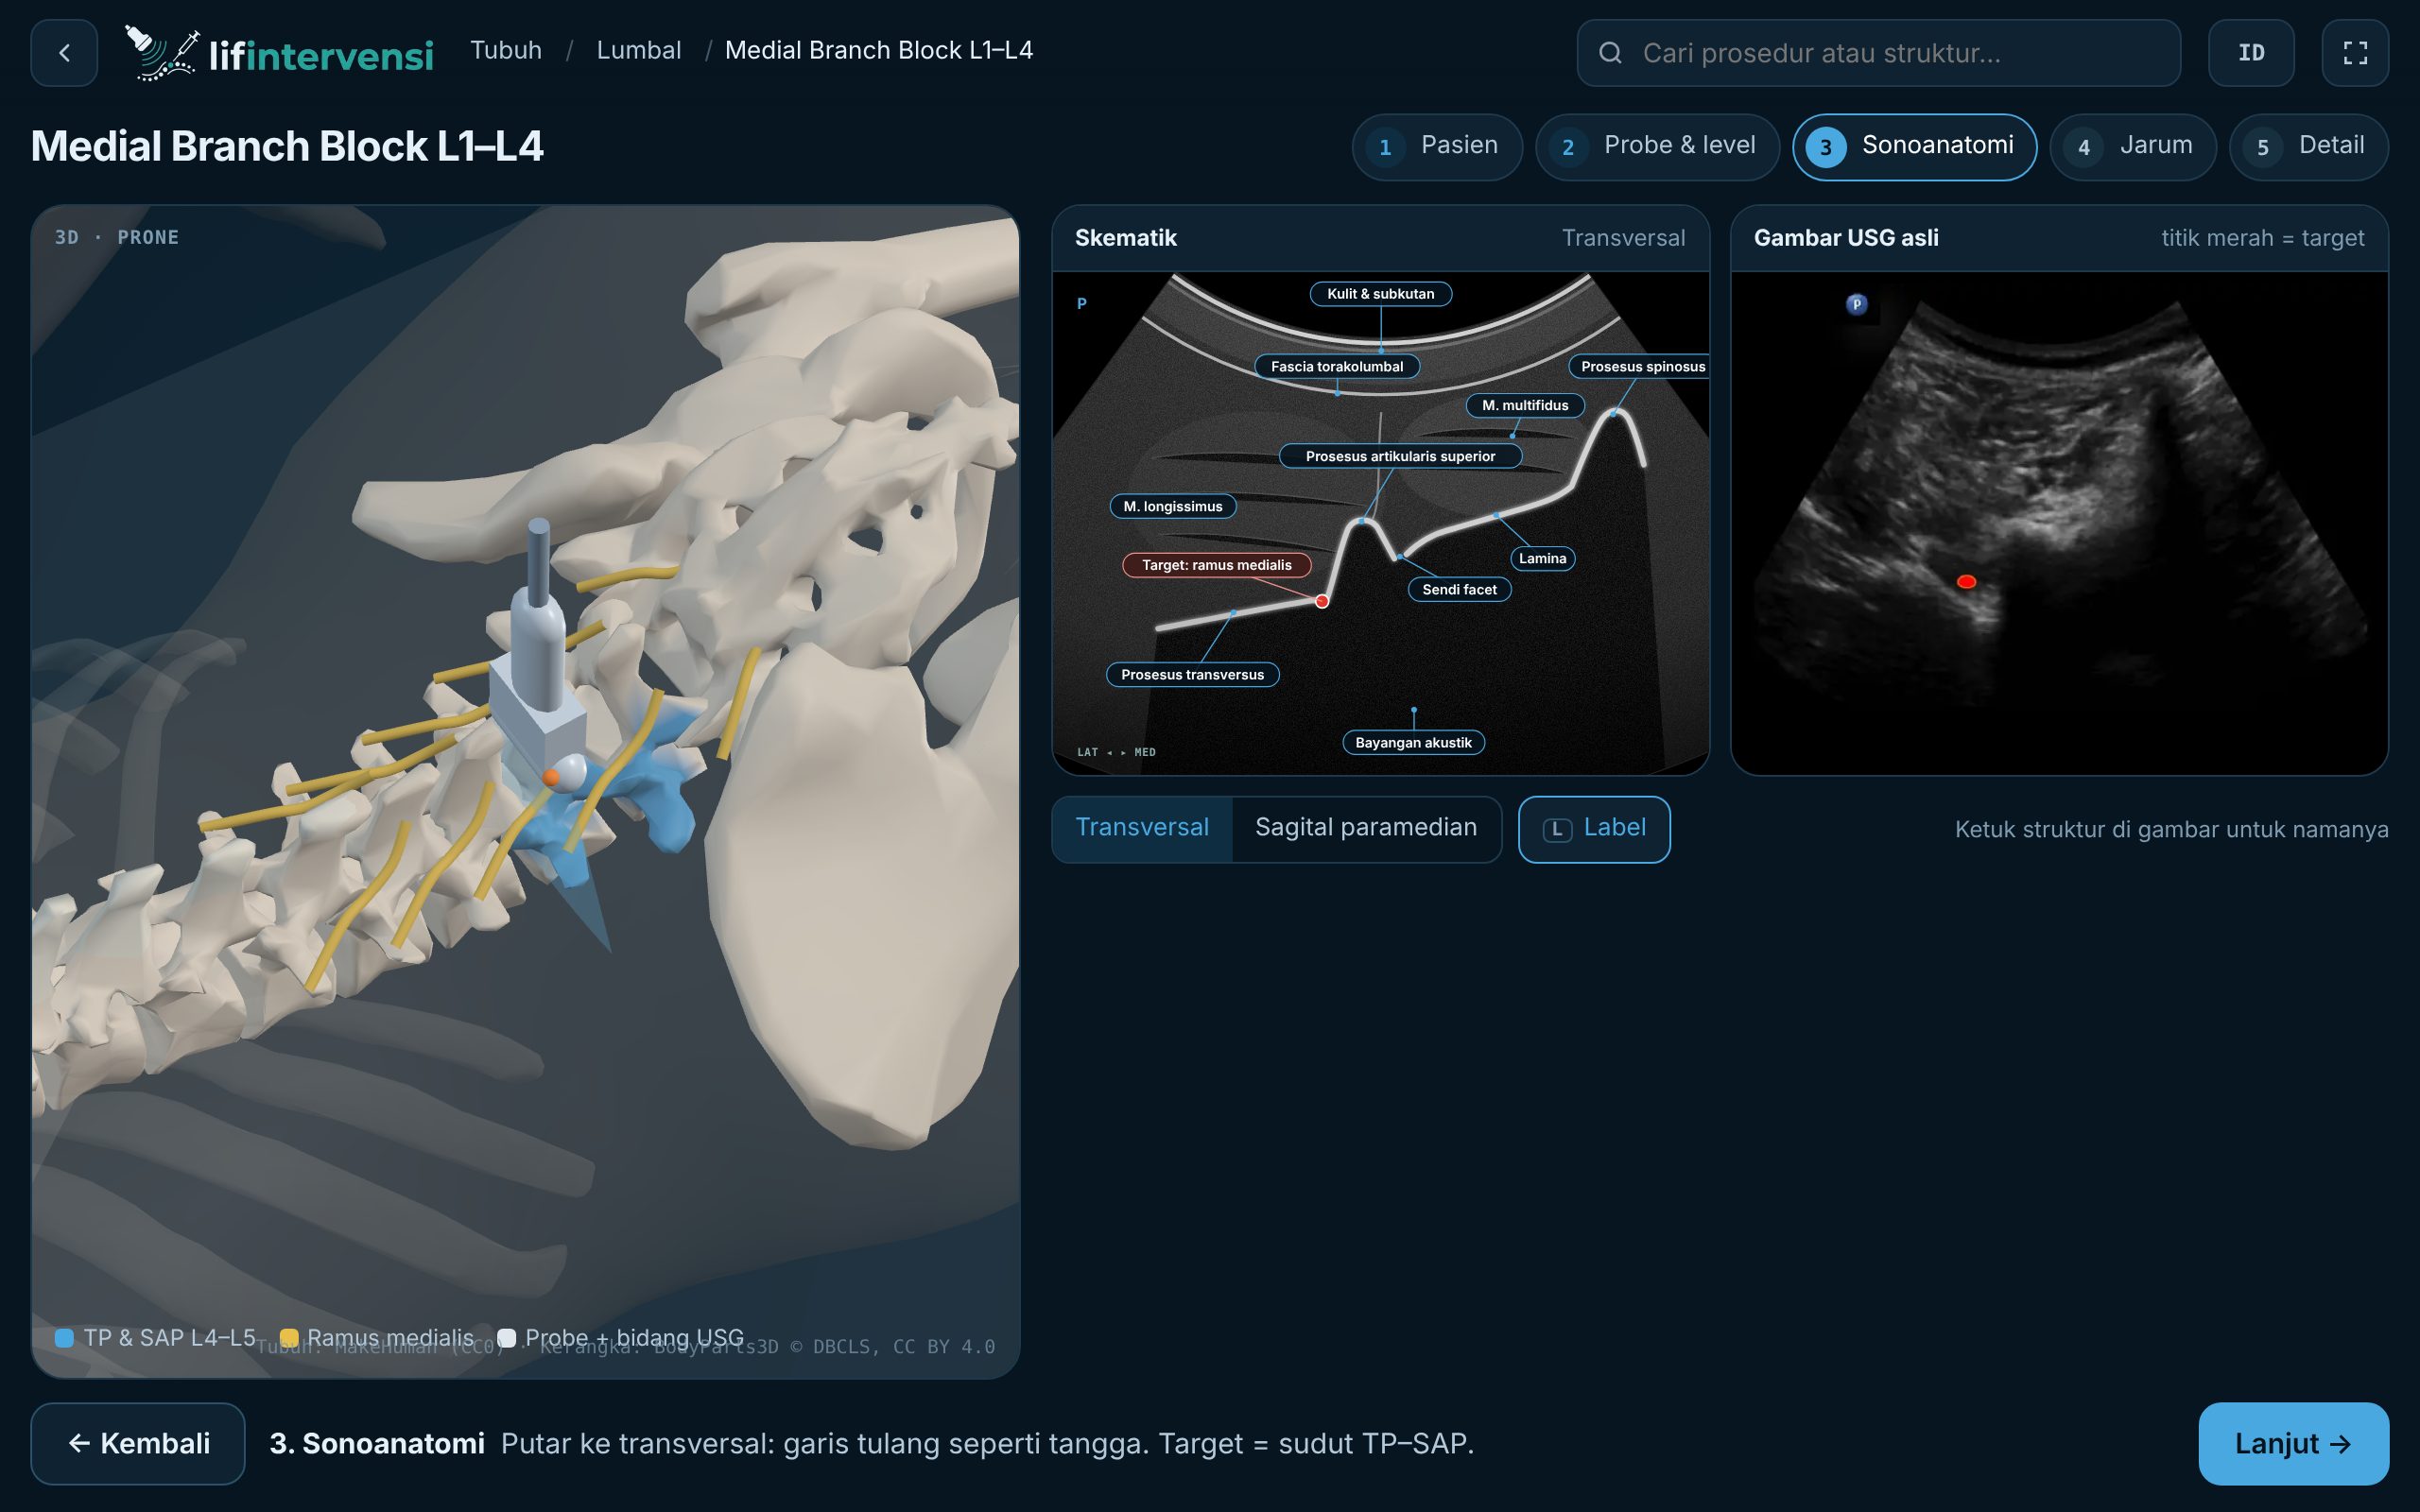 lifintervensi
Tubuh / Lumbal / Medial Branch Block L1–L4
Cari prosedur atau struktur...
ID
Medial Branch Block L1–L4
1 Pasien
2 Probe & level
3 Sonoanatomi
4 Jarum
5 Detail
3D · PRONE
TP & SAP L4–L5
Ramus medialis
Probe + bidang USG
Tubuh: MakeHuman (CC0) · Kerangka: BodyParts3D © DBCLS, CC BY 4.0
Skematik
Transversal
P
Kulit & subkutan
Fascia torakolumbal
Prosesus spinosus
M. multifidus
Prosesus artikularis superior
M. longissimus
Target: ramus medialis
Lamina
Sendi facet
Prosesus transversus
Bayangan akustik
LAT ◂ ▸ MED
Gambar USG asli
titik merah = target
P
Transversal
Sagital paramedian
L Label
Ketuk struktur di gambar untuk namanya
← Kembali
3. Sonoanatomi Putar ke transversal: garis tulang seperti tangga. Target = sudut TP–SAP.
Lanjut →